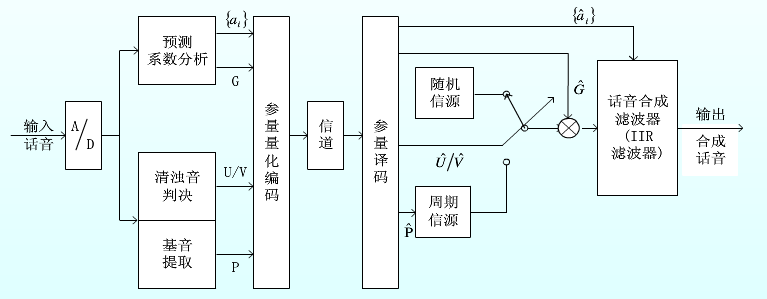 输入
话音
A/D
预测
系数分析
{a_i}
G
清浊音
判决
U/V
基音
提取
P
参量量化编码
信道
参量译码
{â_i}
随机
信源
Û/V̂
周期
信源
P̂
Ĝ
话音合成
滤波器
(IIR
滤波器)
输出
合成
话音